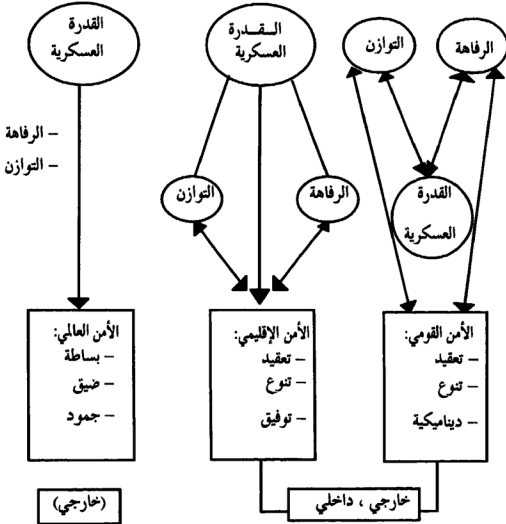 الرفاهة
التوازن
القدرة
العسكرية
الأمن القومي:
– تعقيد
– تنوع
– ديناميكية
الـقـدرة
العسكرية
الرفاهة
التوازن
الأمن الإقليمي:
– تعقيد
– تنوع
– توفيق
خارجي ، داخلي
القدرة
العسكرية
– الرفاهة
– التوازن
الأمن العالمي:
– بساطة
– ضيق
– جمود
(خارجي)